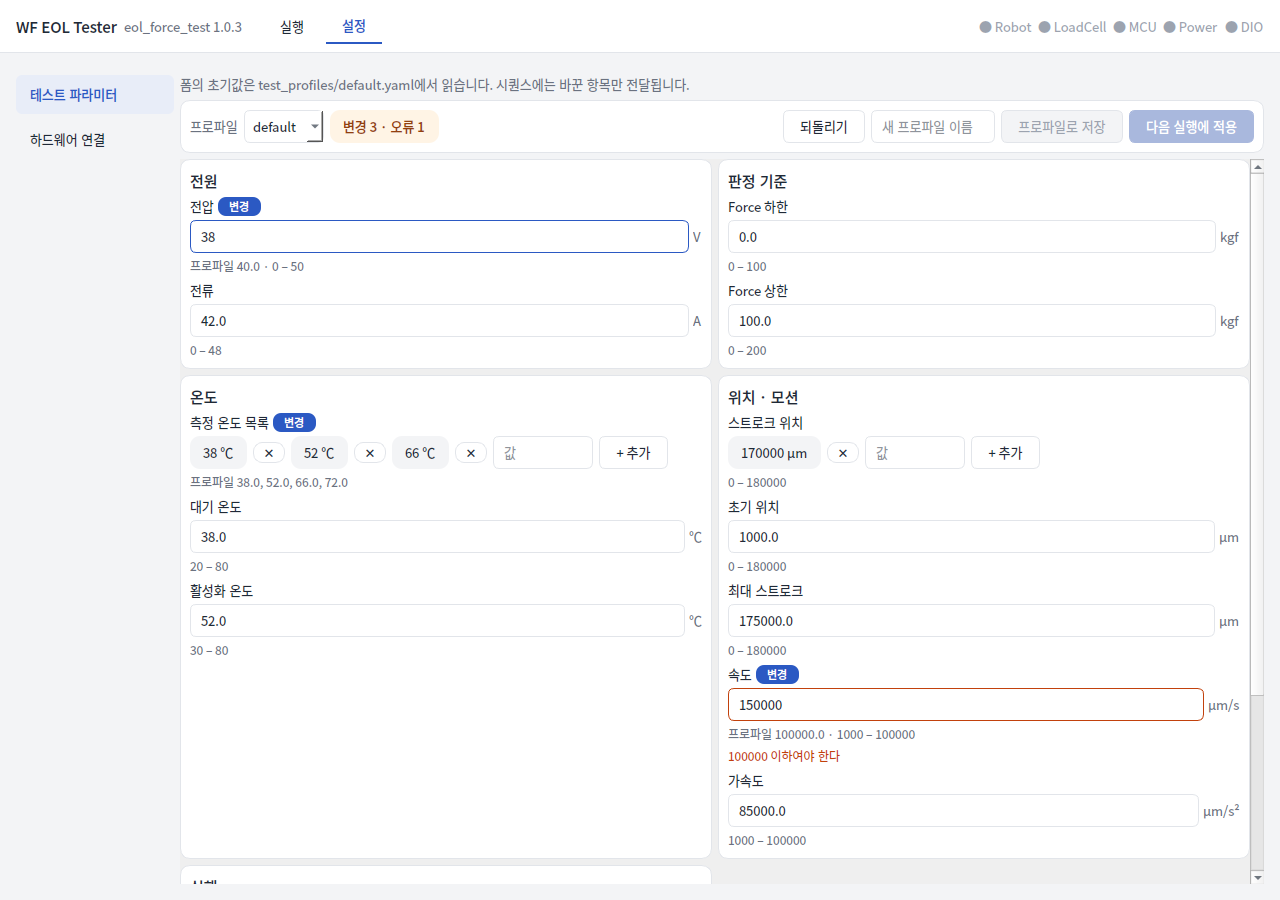 WF EOL Tester eol_force_test 1.0.3 실행 설정 Robot LoadCell MCU Power DIO
테스트 파라미터
하드웨어 연결
폼의 초기값은 test_profiles/default.yaml에서 읽습니다. 시퀀스에는 바꾼 항목만 전달됩니다.
프로파일 default 변경 3 · 오류 1 되돌리기 새 프로파일 이름 프로파일로 저장 다음 실행에 적용
전원
전압 변경
38 V
프로파일 40.0 · 0 – 50
전류
42.0 A
0 – 48
판정 기준
Force 하한
0.0 kgf
0 – 100
Force 상한
100.0 kgf
0 – 200
온도
측정 온도 목록 변경
38 ℃ × 52 ℃ × 66 ℃ × 값 + 추가
프로파일 38.0, 52.0, 66.0, 72.0
대기 온도
38.0 ℃
20 – 80
활성화 온도
52.0 ℃
30 – 80
위치 · 모션
스트로크 위치
170000 μm × 값 + 추가
0 – 180000
초기 위치
1000.0 μm
0 – 180000
최대 스트로크
175000.0 μm
0 – 180000
속도 변경
150000 μm/s
프로파일 100000.0 · 1000 – 100000
100000 이하여야 한다
가속도
85000.0 μm/s²
1000 – 100000